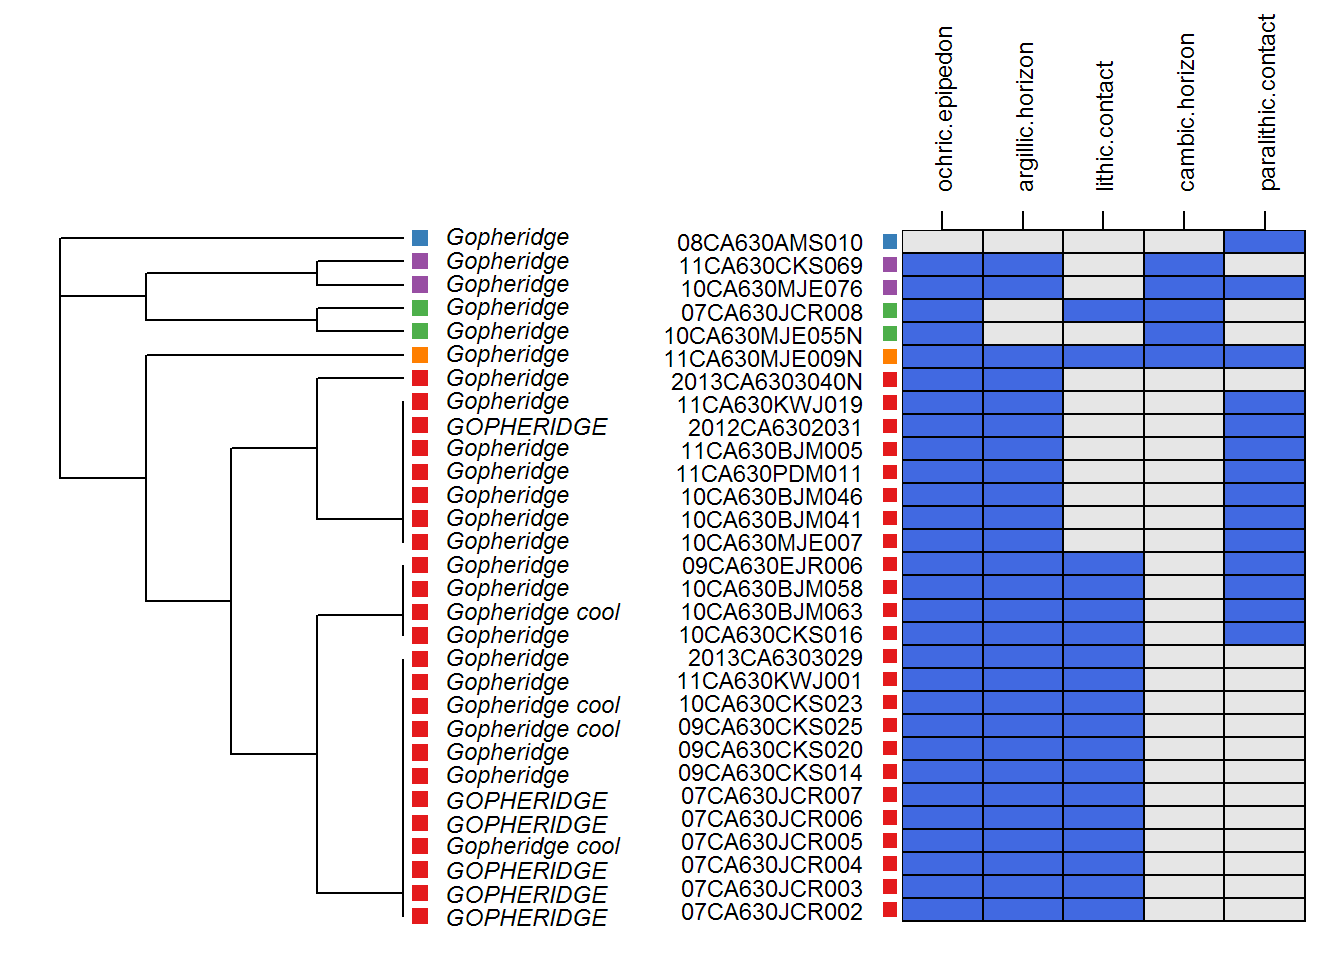 ochric.epipedon
argillic.horizon
lithic.contact
cambic.horizon
paralithic.contact
Gopheridge 08CA630AMS010
Gopheridge 11CA630CKS069
Gopheridge 10CA630MJE076
Gopheridge 07CA630JCR008
Gopheridge 10CA630MJE055N
Gopheridge 11CA630MJE009N
Gopheridge 2013CA6303040N
Gopheridge 11CA630KWJ019
GOPHERIDGE 2012CA6302031
Gopheridge 11CA630BJM005
Gopheridge 11CA630PDM011
Gopheridge 10CA630BJM046
Gopheridge 10CA630BJM041
Gopheridge 10CA630MJE007
Gopheridge 09CA630EJR006
Gopheridge 10CA630BJM058
Gopheridge cool 10CA630BJM063
Gopheridge 10CA630CKS016
Gopheridge 2013CA6303029
Gopheridge 11CA630KWJ001
Gopheridge cool 10CA630CKS023
Gopheridge cool 09CA630CKS025
Gopheridge 09CA630CKS020
Gopheridge 09CA630CKS014
GOPHERIDGE 07CA630JCR007
GOPHERIDGE 07CA630JCR006
Gopheridge cool 07CA630JCR005
GOPHERIDGE 07CA630JCR004
GOPHERIDGE 07CA630JCR003
GOPHERIDGE 07CA630JCR002